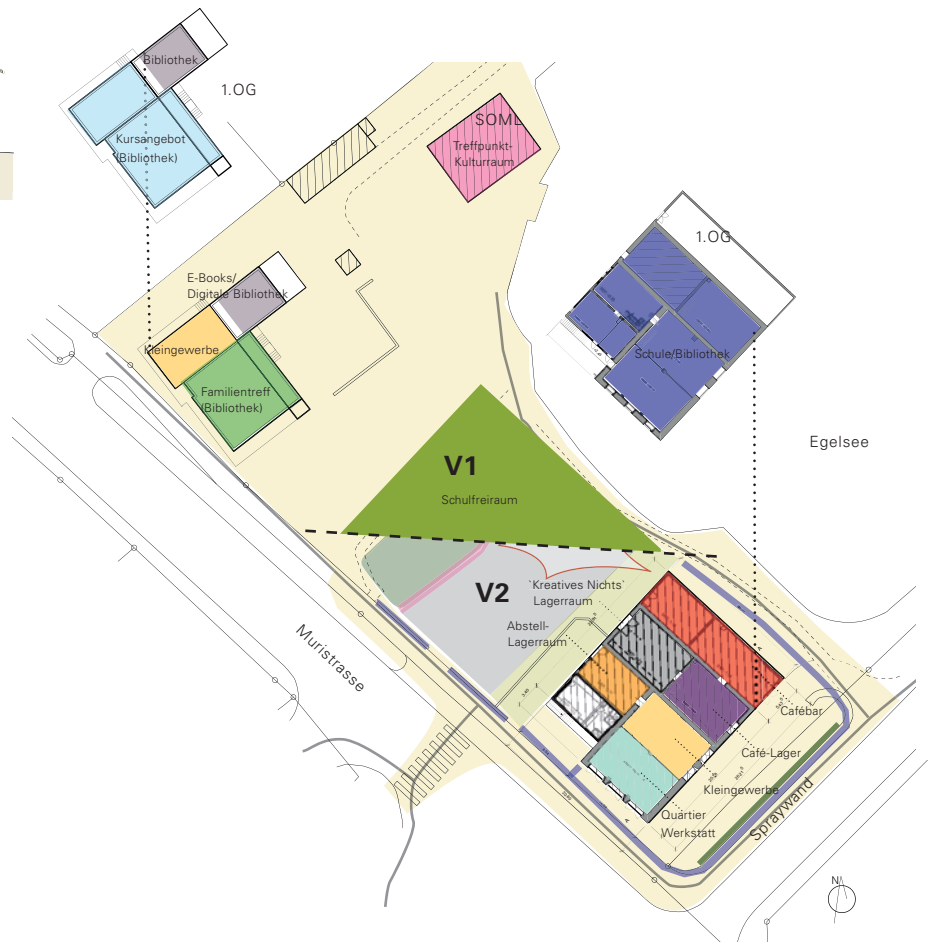 Bibliothek
1.OG
Kursangebot
(Bibliothek)
SOML
Treffpunkt-
Kulturraum
1.OG
E-Books/
Digitale Bibliothek
Kleingewerbe
Familientreff
(Bibliothek)
Schule/Bibliothek
Egelsee
V1
Schulfreiraum
V2
`Kreatives Nichts`
Lagerraum
Abstell-
Lagerraum
Muristrasse
Cafébar
Café-Lager
Kleingewerbe
Quartier
Werkstatt
Spraywand
N